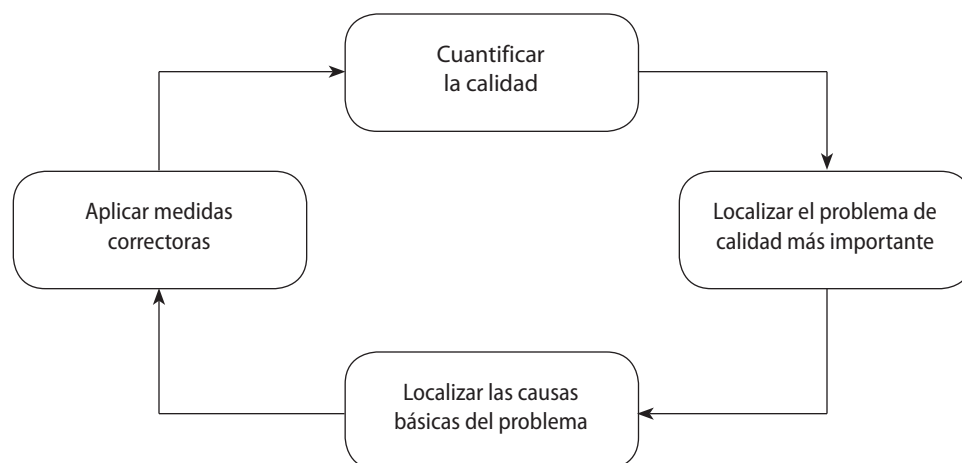 Cuantificar
la calidad
Aplicar medidas
correctoras
Localizar el problema de
calidad más importante
Localizar las causas
básicas del problema